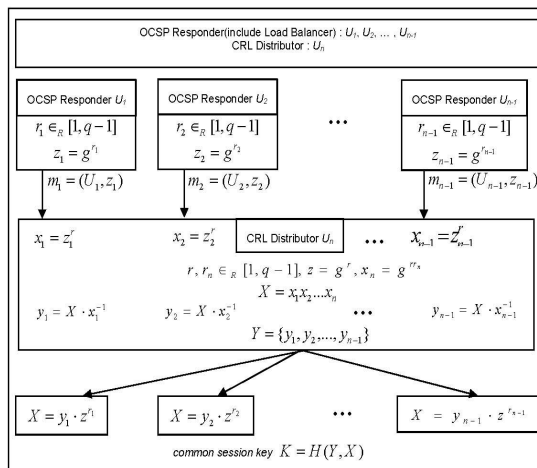 OCSP Responder(include Load Balancer) : U₁, U₂, ... , Uₙ₋₁
CRL Distributor : Uₙ
OCSP Responder U₁ OCSP Responder U₂ OCSP Responder Uₙ₋₁
r₁ ∈_R [1, q−1] r₂ ∈_R [1, q−1] ••• rₙ₋₁ ∈_R [1, q−1]
z₁ = g^{r₁} z₂ = g^{r₂} zₙ₋₁ = g^{rₙ₋₁}
m₁ = (U₁, z₁) m₂ = (U₂, z₂) mₙ₋₁ = (Uₙ₋₁, zₙ₋₁)
x₁ = z₁^r x₂ = z₂^r CRL Distributor Uₙ ••• xₙ₋₁ = zₙ₋₁^r
r, rₙ ∈_R [1, q−1], z = g^r, xₙ = g^{rrₙ}
X = x₁x₂...xₙ
y₁ = X · x₁⁻¹ y₂ = X · x₂⁻¹ ••• yₙ₋₁ = X · xₙ₋₁⁻¹
Y = {y₁, y₂,..., yₙ₋₁}
X = y₁ · z^{r₁} X = y₂ · z^{r₂} ••• X = yₙ₋₁ · z^{rₙ₋₁}
common session key K = H(Y, X)